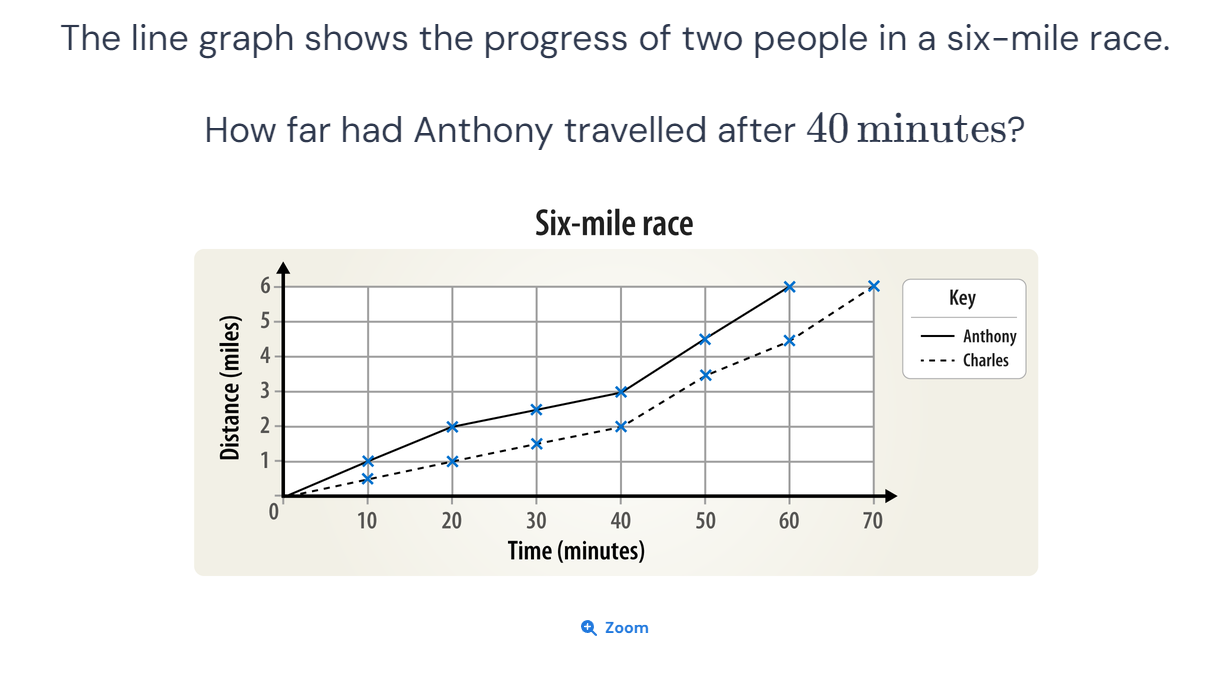 The line graph shows the progress of two people in a six-mile race.
How far had Anthony travelled after 40 minutes?
Six-mile race
Distance (miles)
6
5
4
3
2
1
0
10 20 30 40 50 60 70
Time (minutes)
Key
Anthony
Charles
Zoom